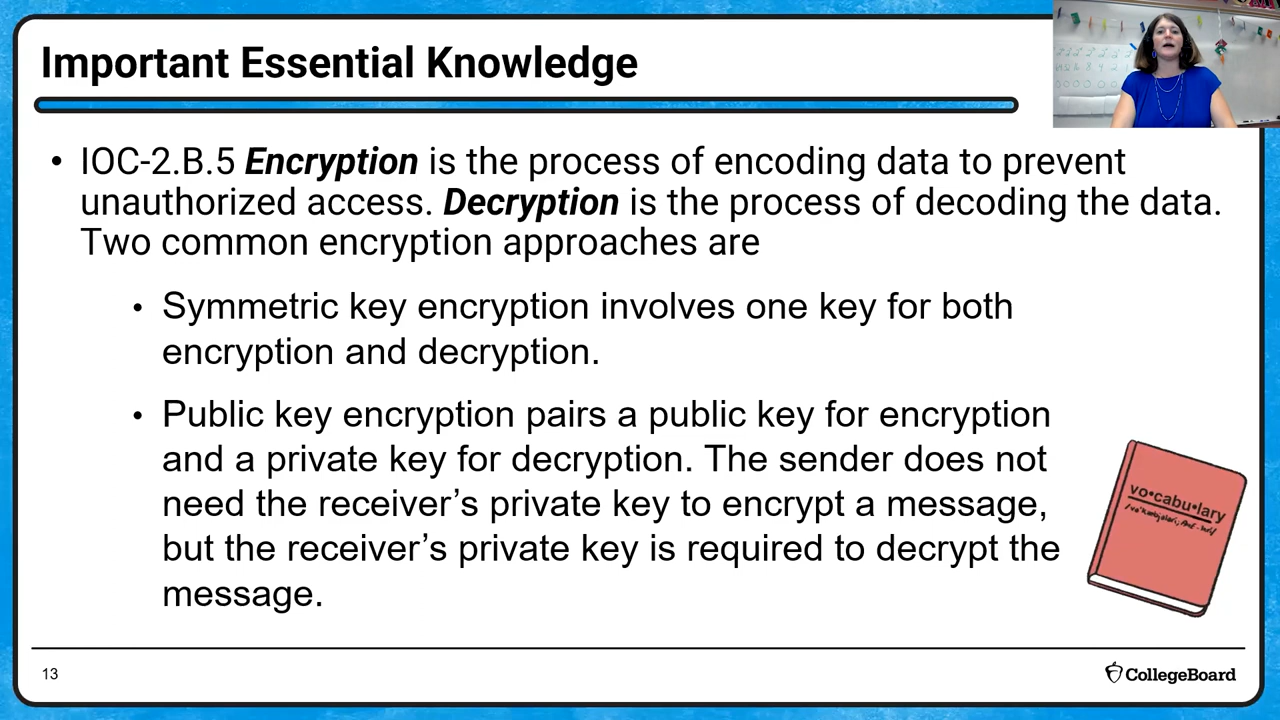 Important Essential Knowledge
• IOC-2.B.5 Encryption is the process of encoding data to prevent
unauthorized access. Decryption is the process of decoding the data.
Two common encryption approaches are
• Symmetric key encryption involves one key for both
encryption and decryption.
• Public key encryption pairs a public key for encryption
and a private key for decryption. The sender does not
need the receiver’s private key to encrypt a message,
but the receiver’s private key is required to decrypt the
message.
vo•cabu•lary
13
CollegeBoard